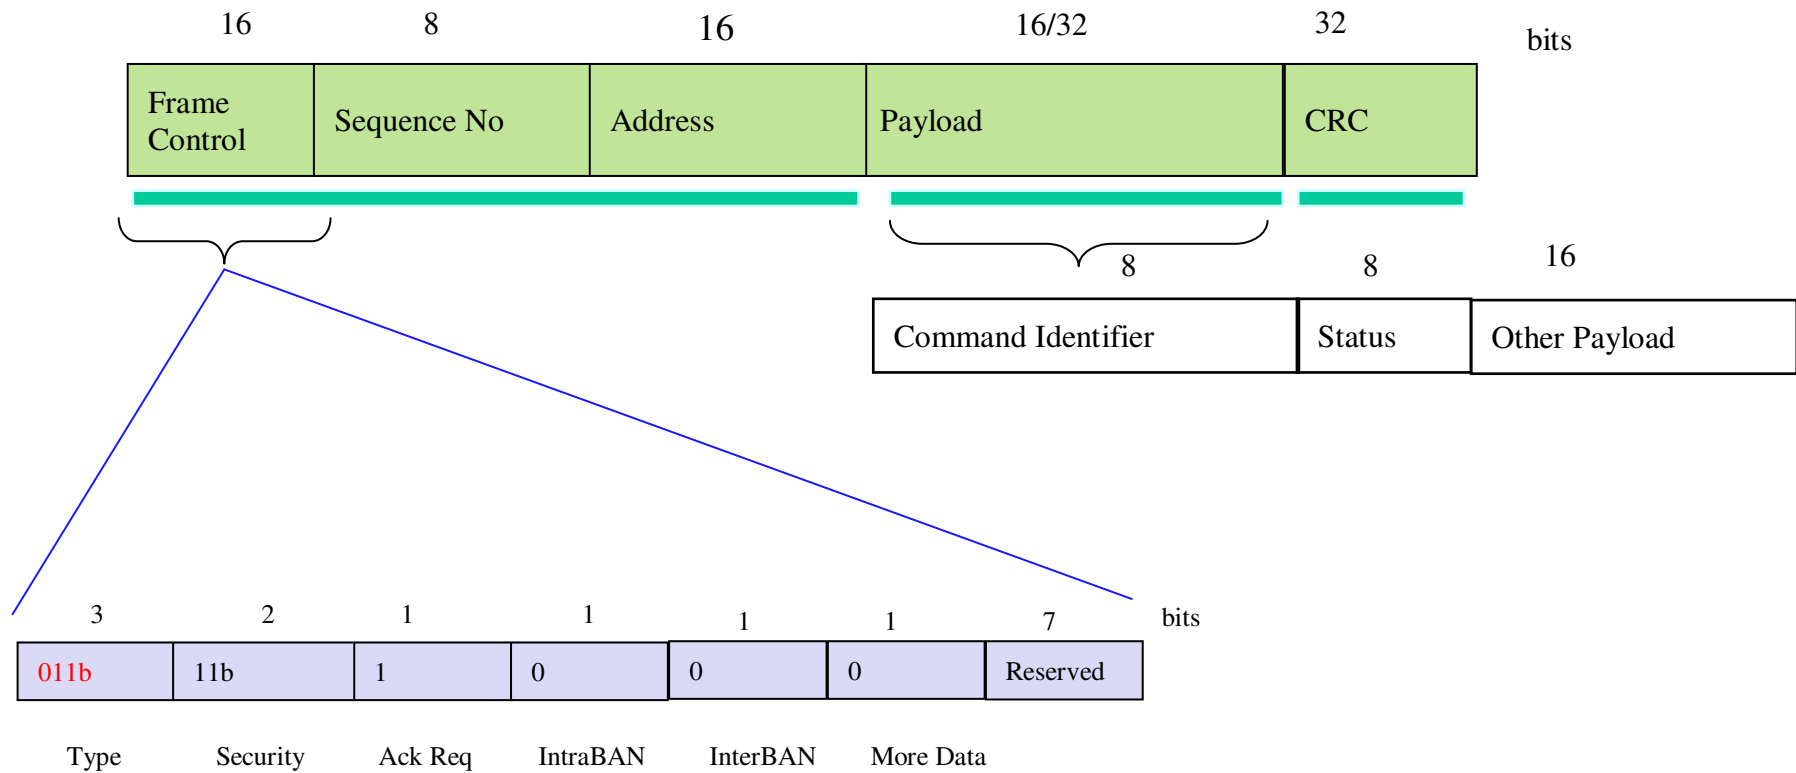 16 8 16 16/32 32 bits
Frame Control Sequence No Address Payload CRC
8 8 16
Command Identifier Status Other Payload
3 2 1 1 1 1 7 bits
011b 11b 1 0 0 0 Reserved
Type Security Ack Req IntraBAN InterBAN More Data